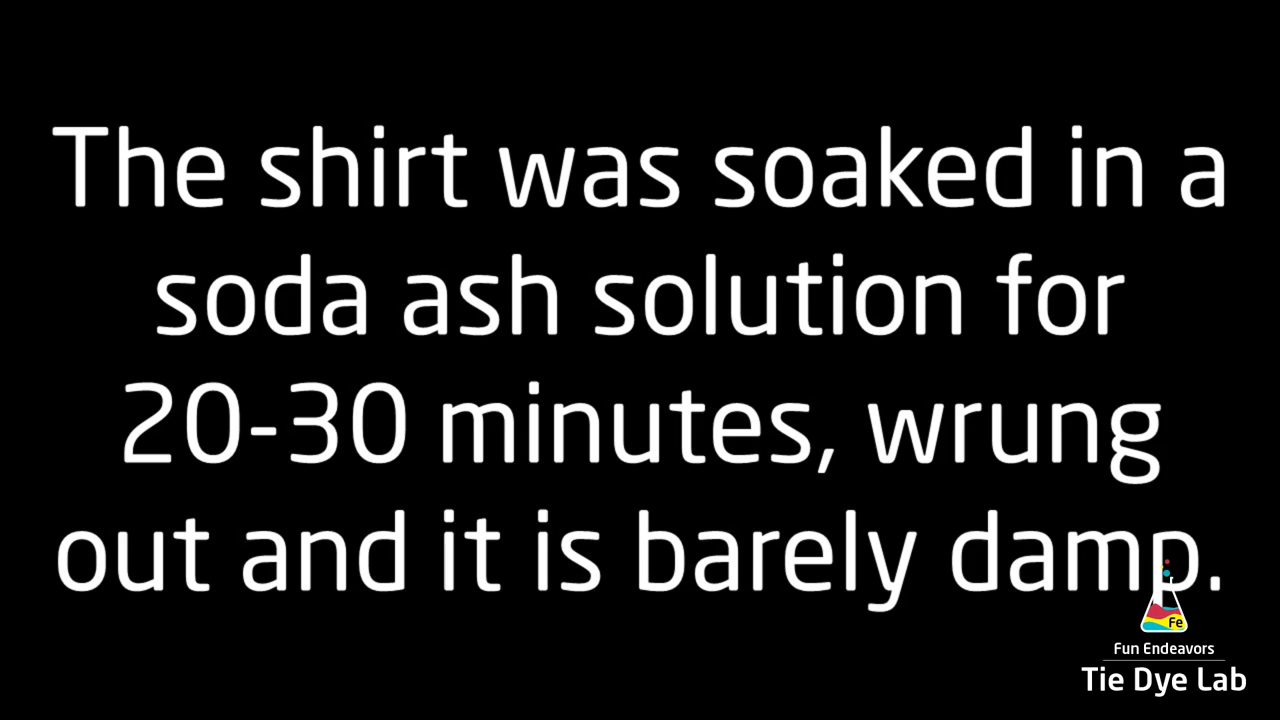 The shirt was soaked in a
soda ash solution for
20-30 minutes, wrung
out and it is barely damp.
Fe
Fun Endeavors
Tie Dye Lab